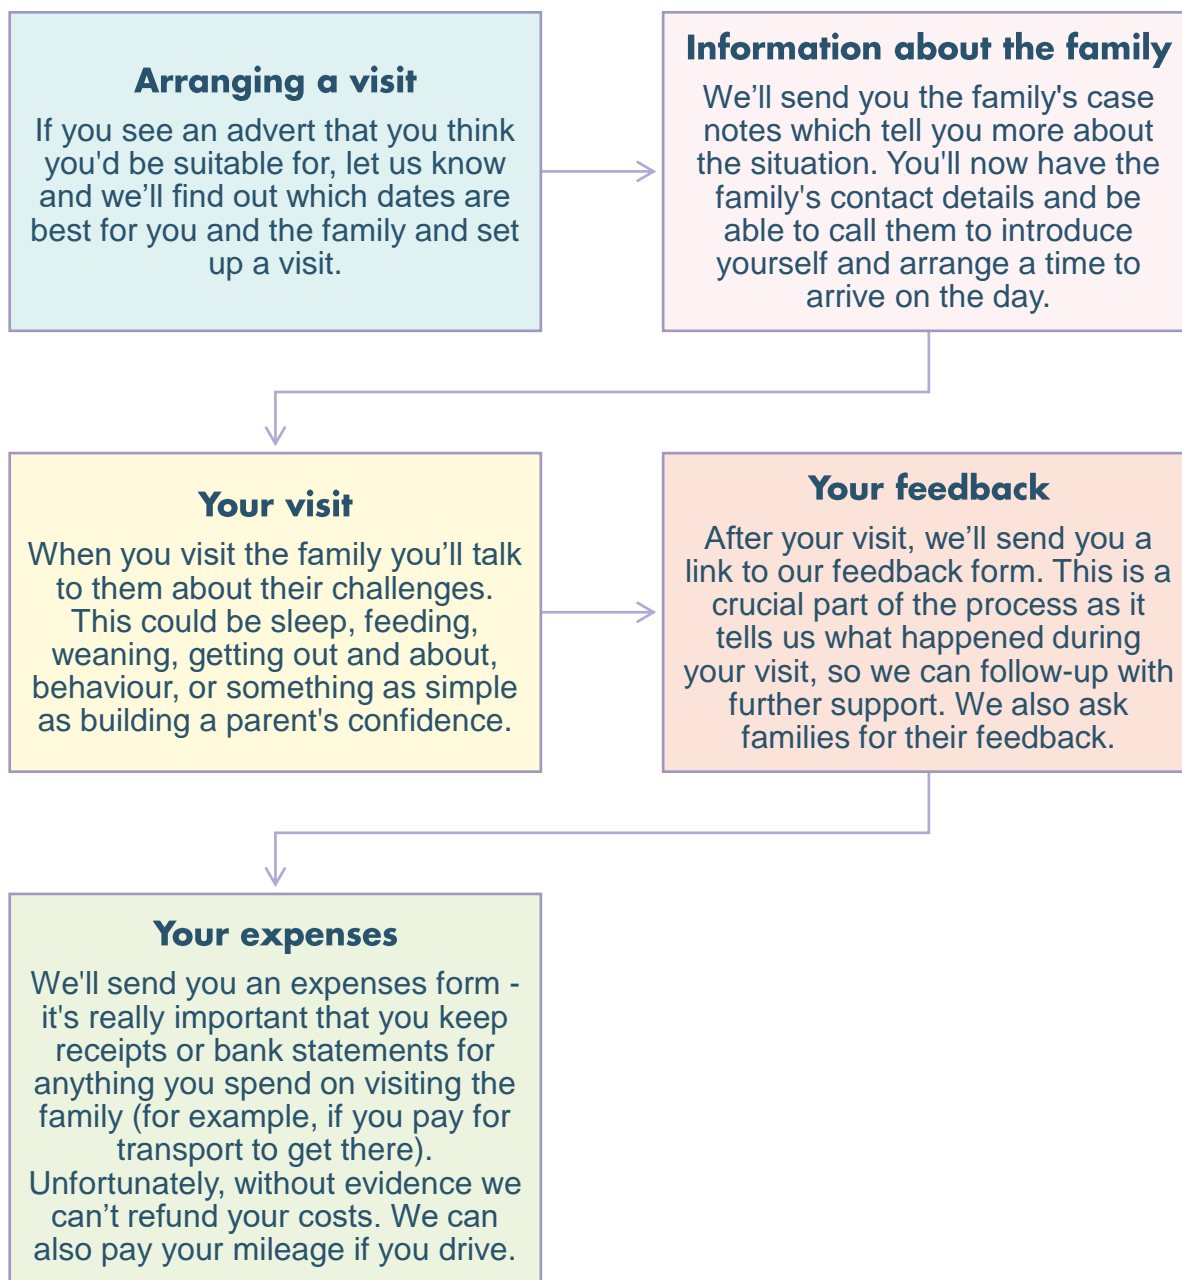 Arranging a visit
If you see an advert that you think
you'd be suitable for, let us know
and we’ll find out which dates are
best for you and the family and set
up a visit.
Information about the family
We’ll send you the family's case
notes which tell you more about
the situation. You'll now have the
family's contact details and be
able to call them to introduce
yourself and arrange a time to
arrive on the day.
Your visit
When you visit the family you’ll talk
to them about their challenges.
This could be sleep, feeding,
weaning, getting out and about,
behaviour, or something as simple
as building a parent's confidence.
Your feedback
After your visit, we’ll send you a
link to our feedback form. This is a
crucial part of the process as it
tells us what happened during
your visit, so we can follow-up with
further support. We also ask
families for their feedback.
Your expenses
We'll send you an expenses form -
it's really important that you keep
receipts or bank statements for
anything you spend on visiting the
family (for example, if you pay for
transport to get there).
Unfortunately, without evidence we
can’t refund your costs. We can
also pay your mileage if you drive.